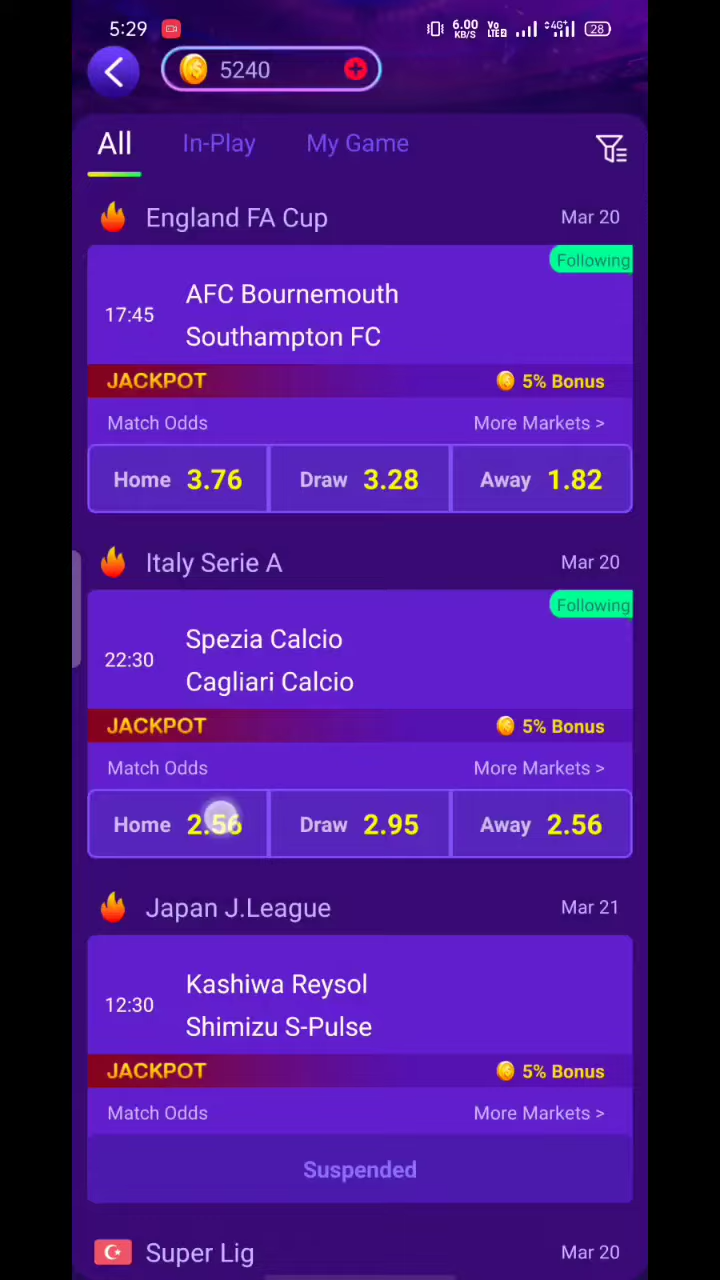 5:29
6.00 KB/S
Vo LTE2
4G+
28
5240
All In-Play My Game
England FA Cup Mar 20
Following
17:45
AFC Bournemouth
Southampton FC
JACKPOT 5% Bonus
Match Odds More Markets >
Home 3.76 Draw 3.28 Away 1.82
Italy Serie A Mar 20
Following
22:30
Spezia Calcio
Cagliari Calcio
JACKPOT 5% Bonus
Match Odds More Markets >
Home 2.56 Draw 2.95 Away 2.56
Japan J.League Mar 21
12:30
Kashiwa Reysol
Shimizu S-Pulse
JACKPOT 5% Bonus
Match Odds More Markets >
Suspended
Super Lig Mar 20